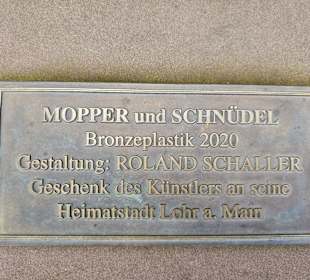 MOPPER und SCHNÜDEL
Bronzeplastik 2020
Gestaltung: ROLAND SCHALLER
Geschenk des Künstlers an seine
Heimatstadt Lohr a. Main